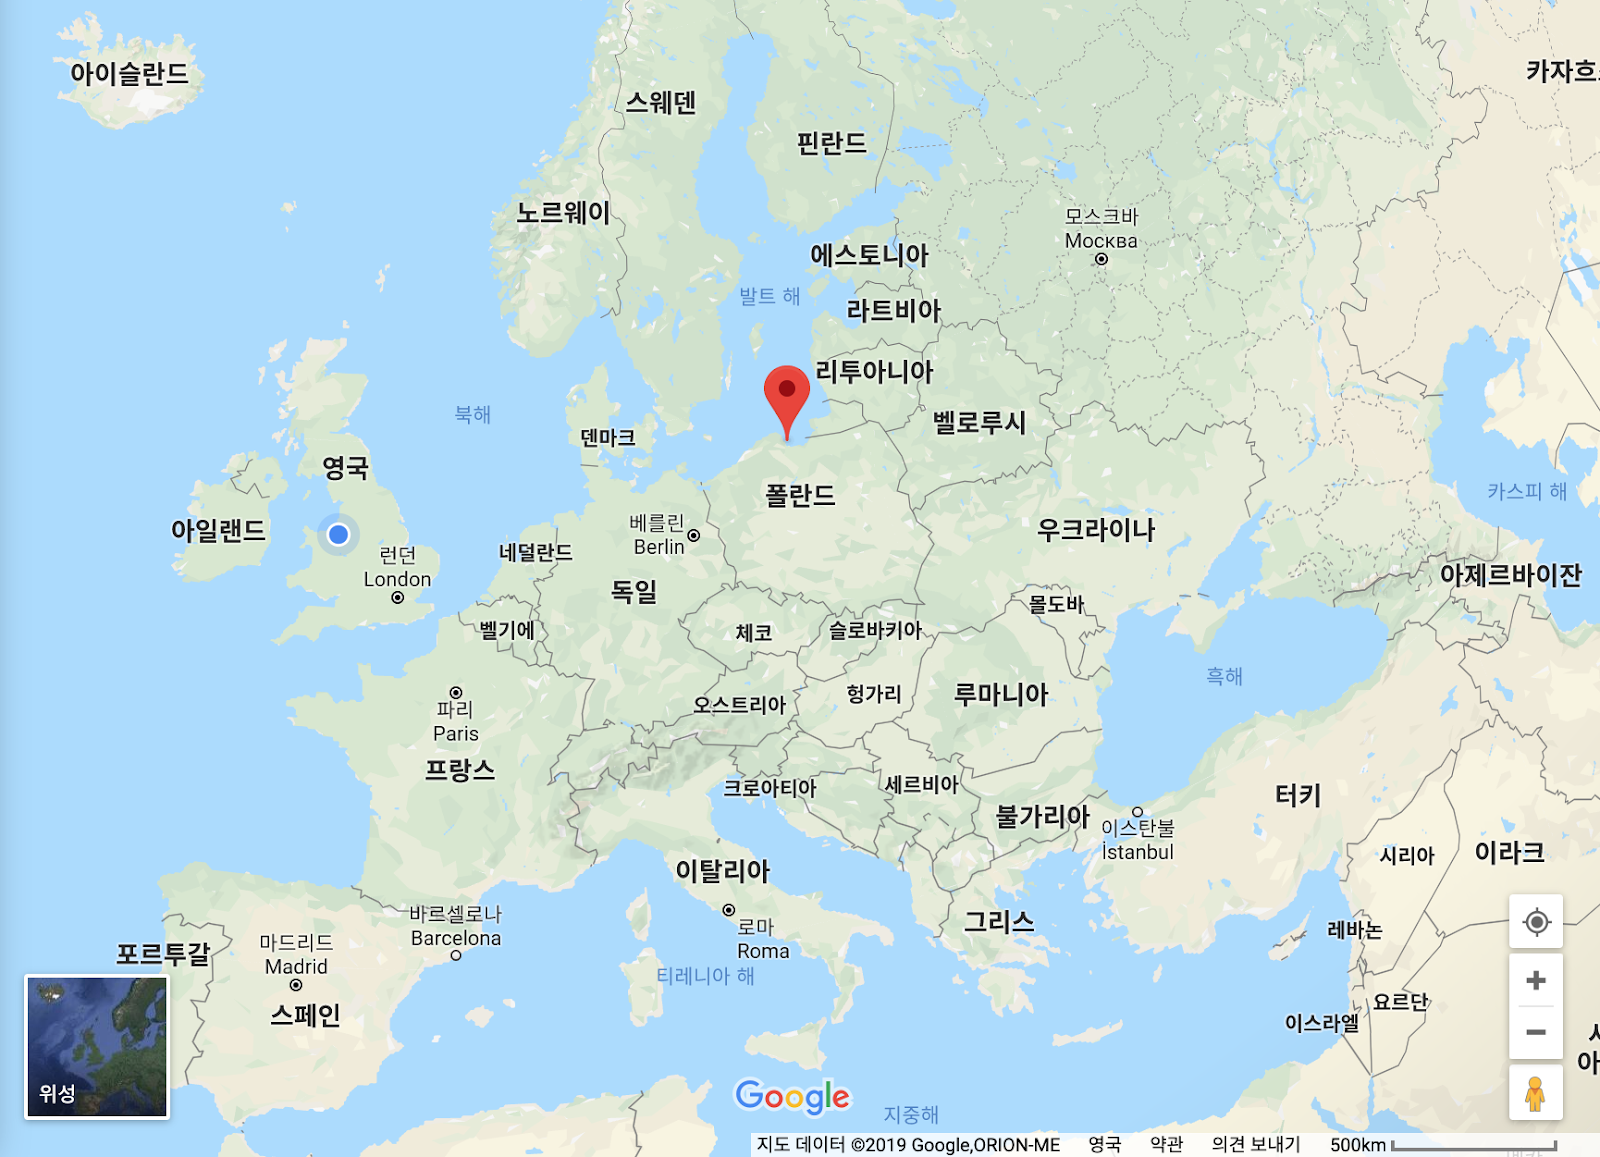 아이슬란드
카자흐스
스웨덴
핀란드
노르웨이
모스크바
Москва
에스토니아
발트 해
라트비아
리투아니아
북해
덴마크
벨로루시
영국
폴란드
카스피 해
아일랜드
베를린
Berlin
우크라이나
네덜란드
런던
London
독일
아제르바이잔
몰도바
벨기에
체코
슬로바키아
흑해
헝가리
루마니아
오스트리아
파리
Paris
프랑스
크로아티아
세르비아
터키
불가리아
이스탄불
İstanbul
시리아
이라크
이탈리아
바르셀로나
Barcelona
로마
Roma
그리스
레바논
포르투갈
마드리드
Madrid
티레니아 해
스페인
요르단
이스라엘
위성
Google
지중해
지도 데이터 ©2019 Google,ORION-ME 영국 약관 의견 보내기 500km